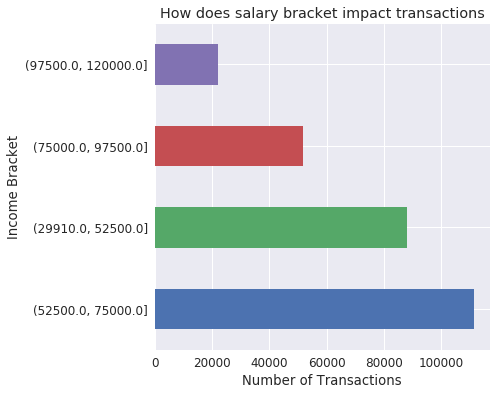 How does salary bracket impact transactions
(97500.0, 120000.0]
(75000.0, 97500.0]
(29910.0, 52500.0]
(52500.0, 75000.0]
Income Bracket
0 20000 40000 60000 80000 100000
Number of Transactions